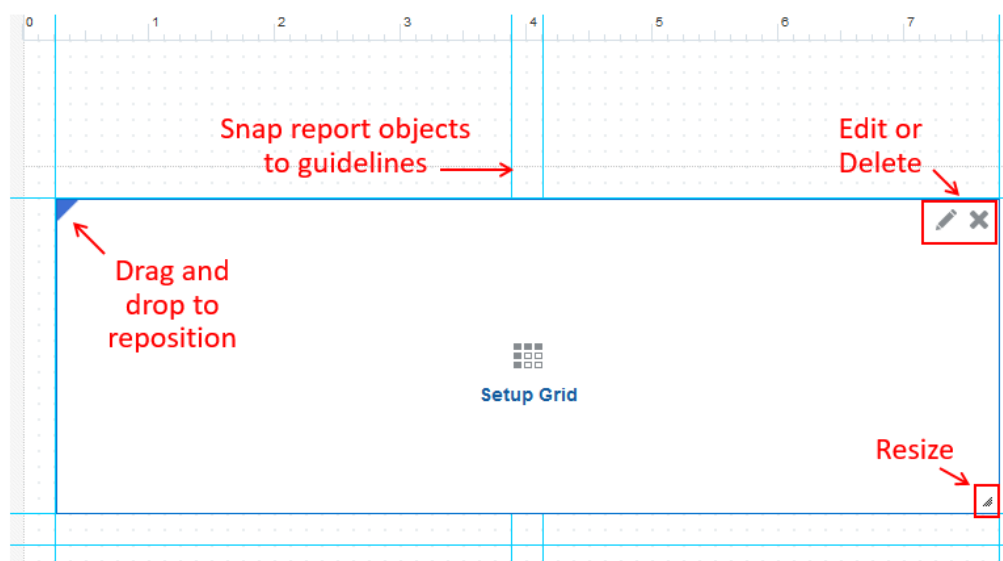 0 1 2 3 4 5 6 7
Snap report objects
to guidelines
Edit or
Delete
Drag and
drop to
reposition
Setup Grid
Resize